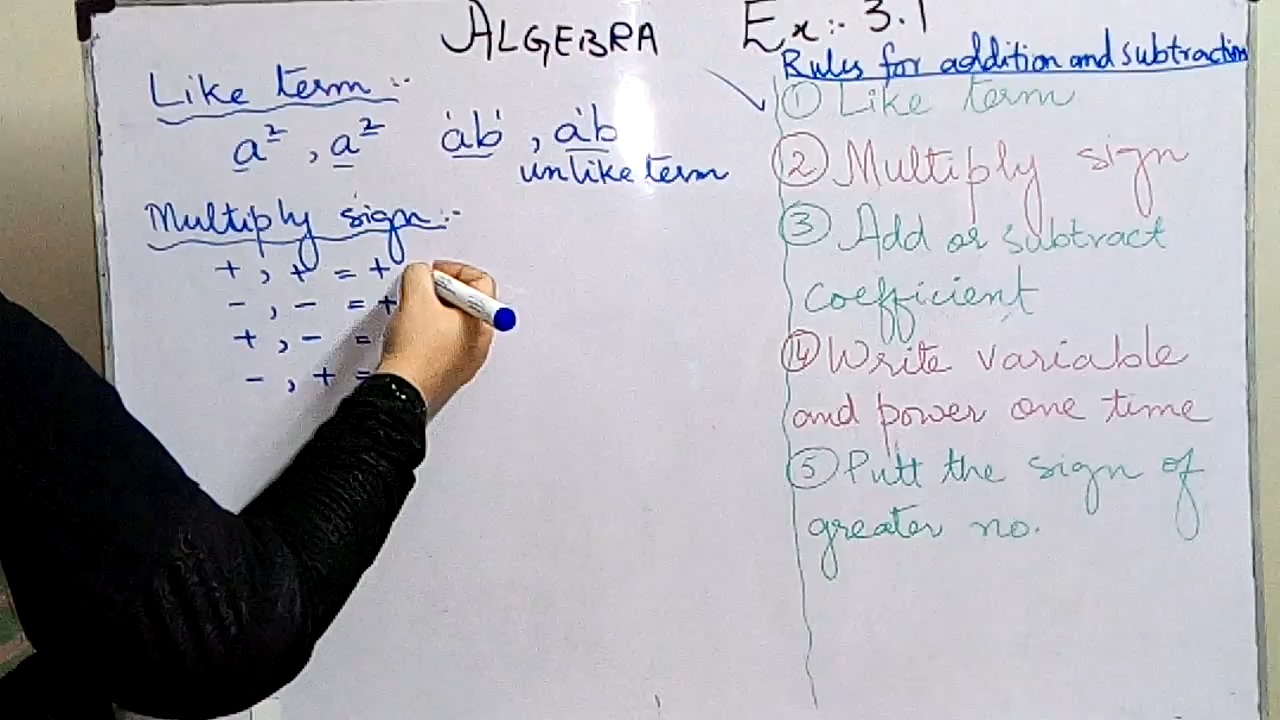 ALGEBRA Ex:- 3.1
Like term :-
a², a² ab, ab
unlike term
Multiply sign :-
+ , + = +
- , - = +
+ , - =
- , + =
Rules for addition and subtraction
① Like term
② Multiply sign
③ Add or subtract
coefficient
④ Write variable
and power one time
⑤ Putt the sign of
greater no.